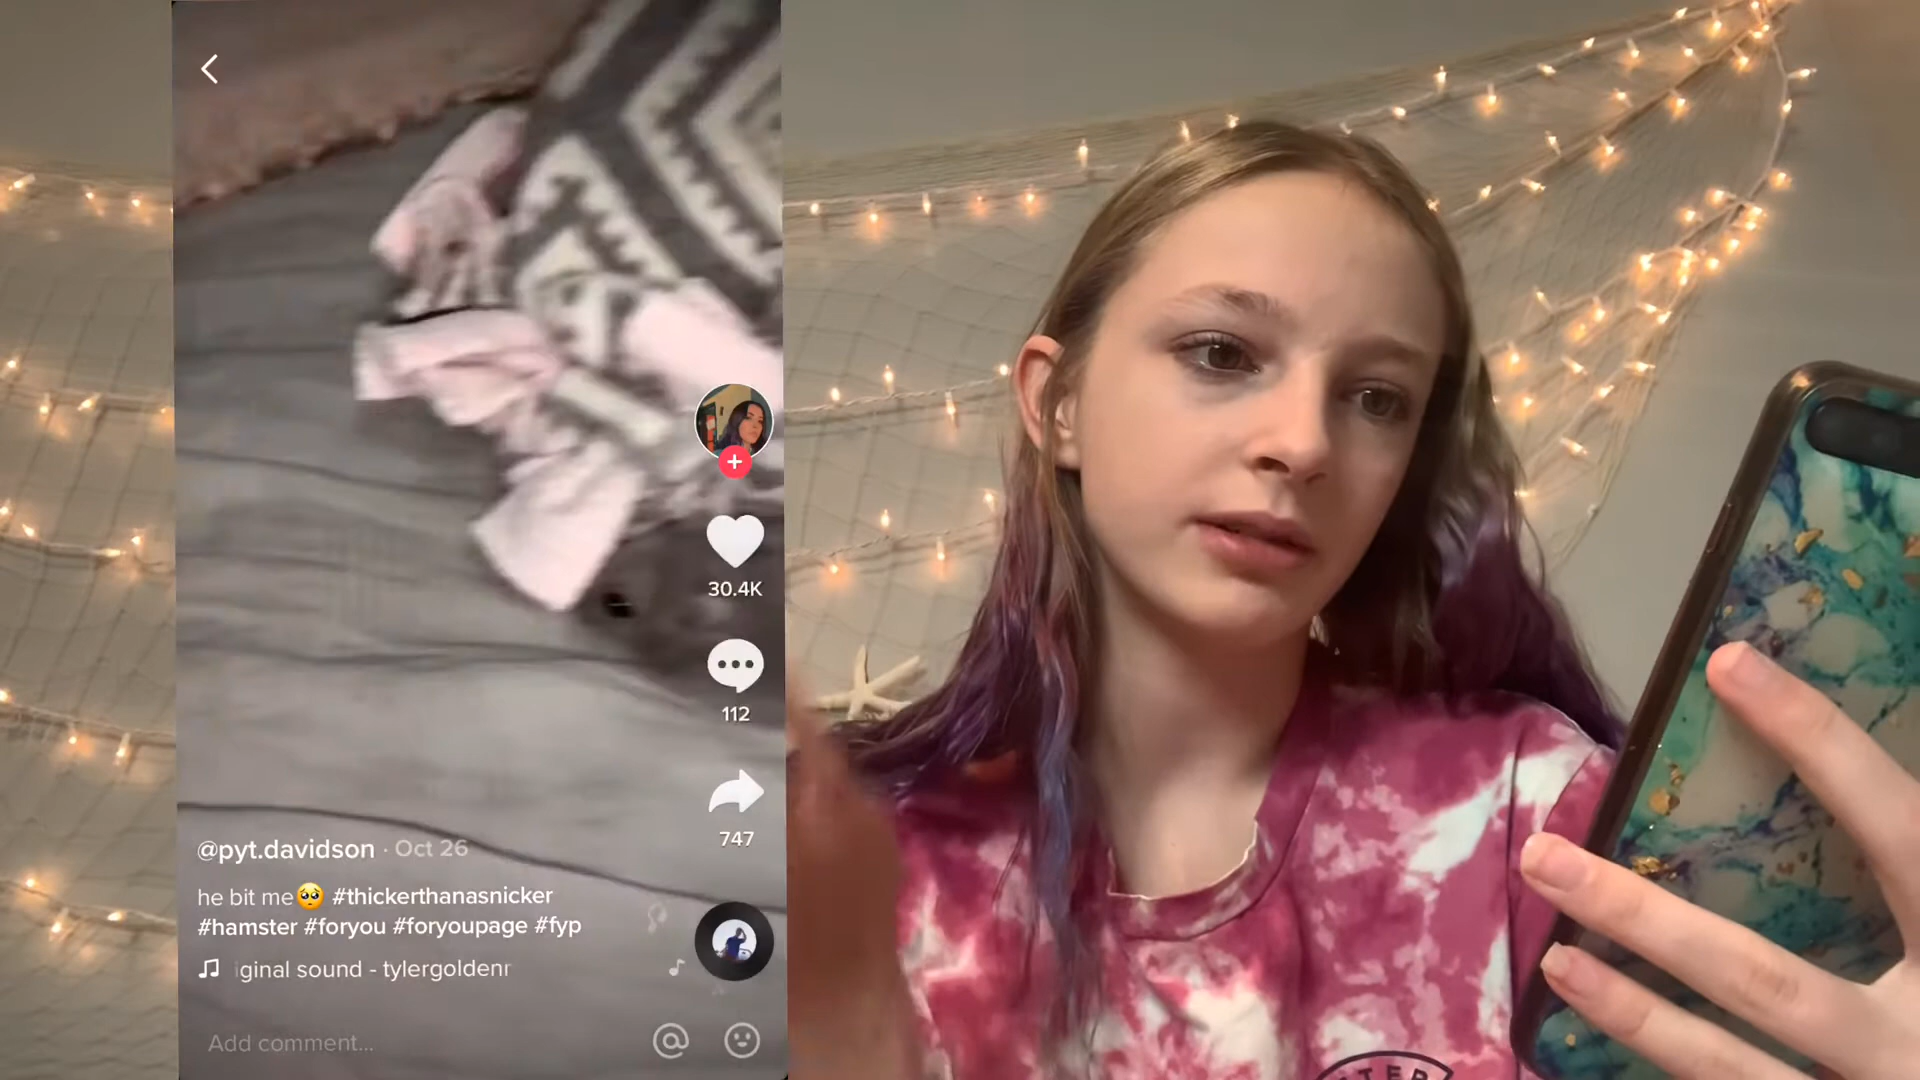 30.4K
112
747
@pyt.davidson · Oct 26
he bit me🥺 #thickerthanasnicker
#hamster #foryou #foryoupage #fyp
iginal sound - tylergoldenr
Add comment...